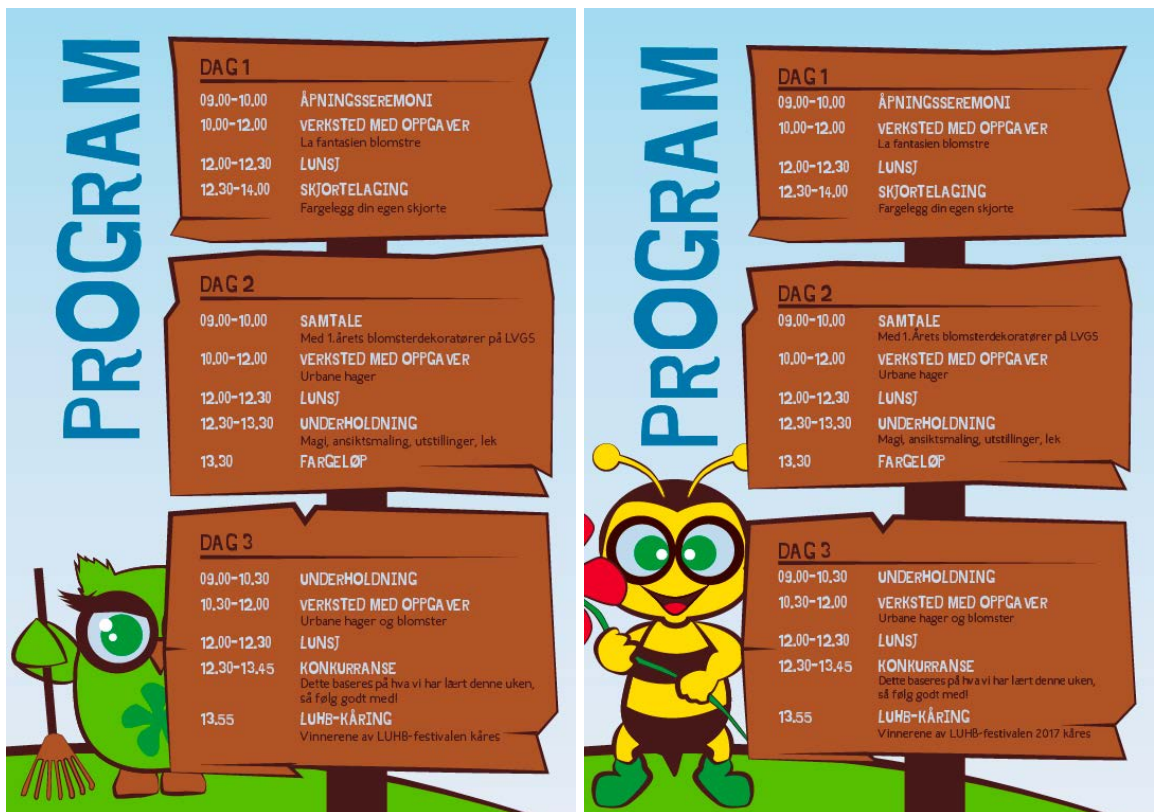 PROGRAM
DAG 1
09.00-10.00 ÅPNINGSSEREMONI
10.00-12.00 VERKSTED MED OPPGAVER
La fantasien blomstre
12.00-12.30 LUNSJ
12.30-14.00 SKJORTELAGING
Fargelegg din egen skjorte
DAG 2
09.00-10.00 SAMTALE
Med 1.årets blomsterdekoratører på LVGS
10.00-12.00 VERKSTED MED OPPGAVER
Urbane hager
12.00-12.30 LUNSJ
12.30-13.30 UNDERHOLDNING
Magi, ansiktsmaling, utstillinger, lek
13.30 FARGELØP
DAG 3
09.00-10.30 UNDERHOLDNING
10.30-12.00 VERKSTED MED OPPGAVER
Urbane hager og blomster
12.00-12.30 LUNSJ
12.30-13.45 KONKURRANSE
Dette baseres på hva vi har lært denne uken,
så følg godt med!
13.55 LUHB-KÅRING
Vinnerene av LUHB-festivalen kåres
PROGRAM
DAG 1
09.00-10.00 ÅPNINGSSEREMONI
10.00-12.00 VERKSTED MED OPPGAVER
La fantasien blomstre
12.00-12.30 LUNSJ
12.30-14.00 SKJORTELAGING
Fargelegg din egen skjorte
DAG 2
09.00-10.00 SAMTALE
Med 1.Årets blomsterdekoratører på LVGS
10.00-12.00 VERKSTED MED OPPGAVER
Urbane hager
12.00-12.30 LUNSJ
12.30-13.30 UNDERHOLDNING
Magi, ansiktsmaling, utstillinger, lek
13.30 FARGELØP
DAG 3
09.00-10.30 UNDERHOLDNING
10.30-12.00 VERKSTED MED OPPGAVER
Urbane hager og blomster
12.00-12.30 LUNSJ
12.30-13.45 KONKURRANSE
Dette baseres på hva vi har lært denne uken,
så følg godt med!
13.55 LUHB-KÅRING
Vinnerene av LUHB-festivalen 2017 kåres